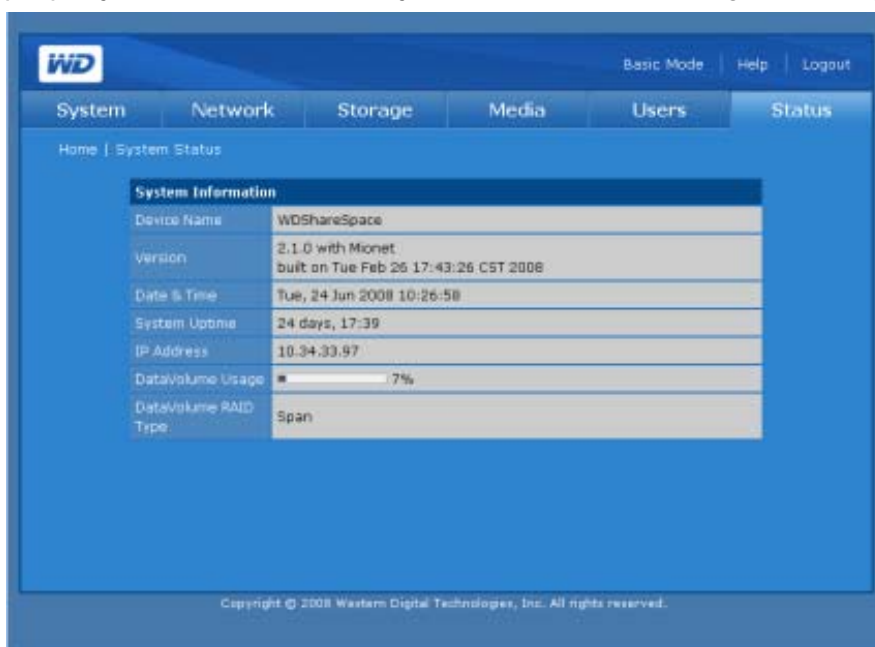 WD
Basic Mode | Help | Logout
System Network Storage Media Users Status
Home | System Status
System Information
Device Name WDShareSpace
Version 2.1.0 with Mionet
built on Tue Feb 26 17:43:26 CST 2008
Date & Time Tue, 24 Jun 2008 10:26:58
System Uptime 24 days, 17:39
IP Address 10.34.33.97
DataVolume Usage 7%
DataVolume RAID
Type Span
Copyright © 2008 Western Digital Technologies, Inc. All rights reserved.